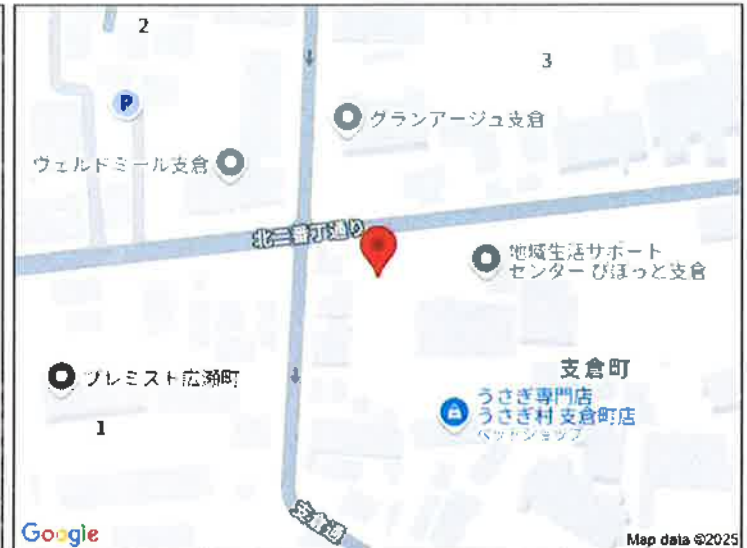 2
3
P
グランアージュ支倉
ヴェルドミール支倉
北二番丁通り
地域生活サポート
センター ぴぼっと支倉
プレミスト広瀬町
支倉町
うさぎ専門店
うさぎ村 支倉町店
ペットショップ
1
支倉通
Google
Map data ©2025